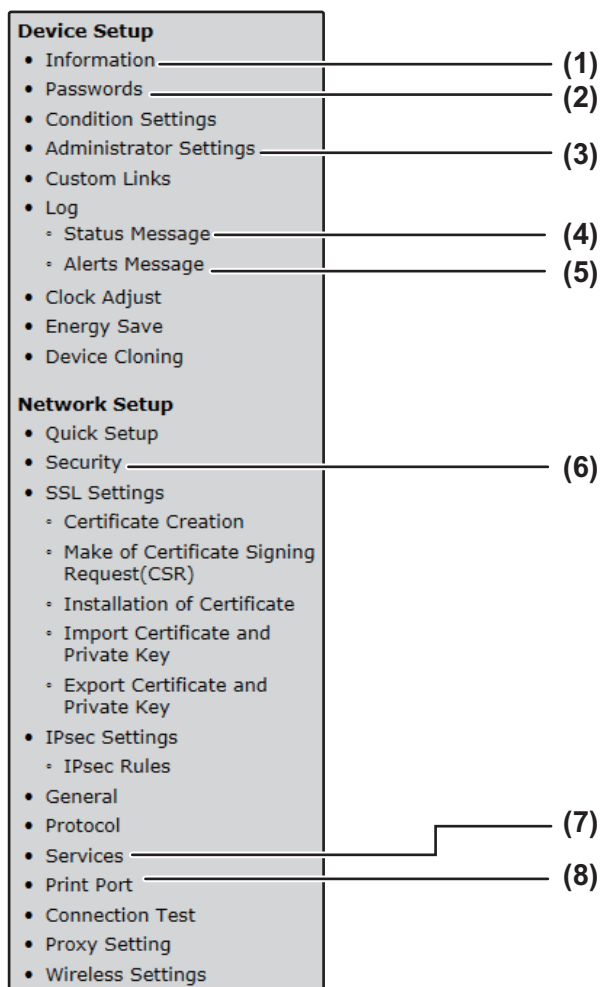 Device Setup
• Information (1)
• Passwords (2)
• Condition Settings
• Administrator Settings (3)
• Custom Links
• Log
◦ Status Message (4)
◦ Alerts Message (5)
• Clock Adjust
• Energy Save
• Device Cloning
Network Setup
• Quick Setup
• Security (6)
• SSL Settings
◦ Certificate Creation
◦ Make of Certificate Signing
Request(CSR)
◦ Installation of Certificate
◦ Import Certificate and
Private Key
◦ Export Certificate and
Private Key
• IPsec Settings
◦ IPsec Rules
• General
• Protocol
• Services (7)
• Print Port (8)
• Connection Test
• Proxy Setting
• Wireless Settings